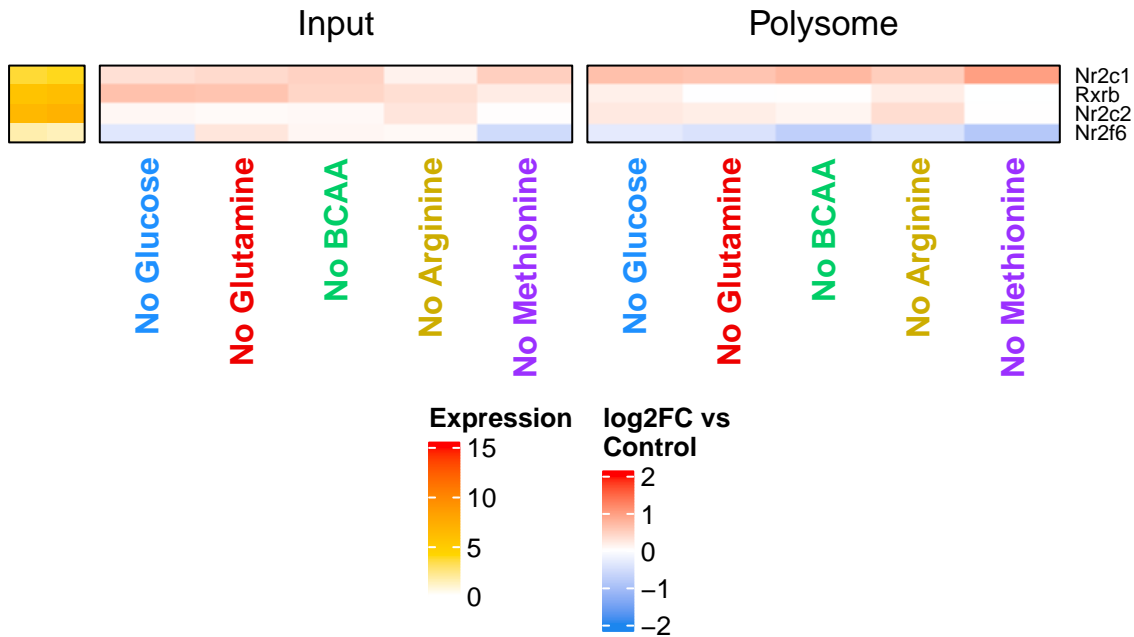 Input
Polysome
Nr2c1
Rxrb
Nr2c2
Nr2f6
No Glucose
No Glutamine
No BCAA
No Arginine
No Methionine
No Glucose
No Glutamine
No BCAA
No Arginine
No Methionine
Expression
15
10
5
0
log2FC vs
Control
2
1
0
−1
−2